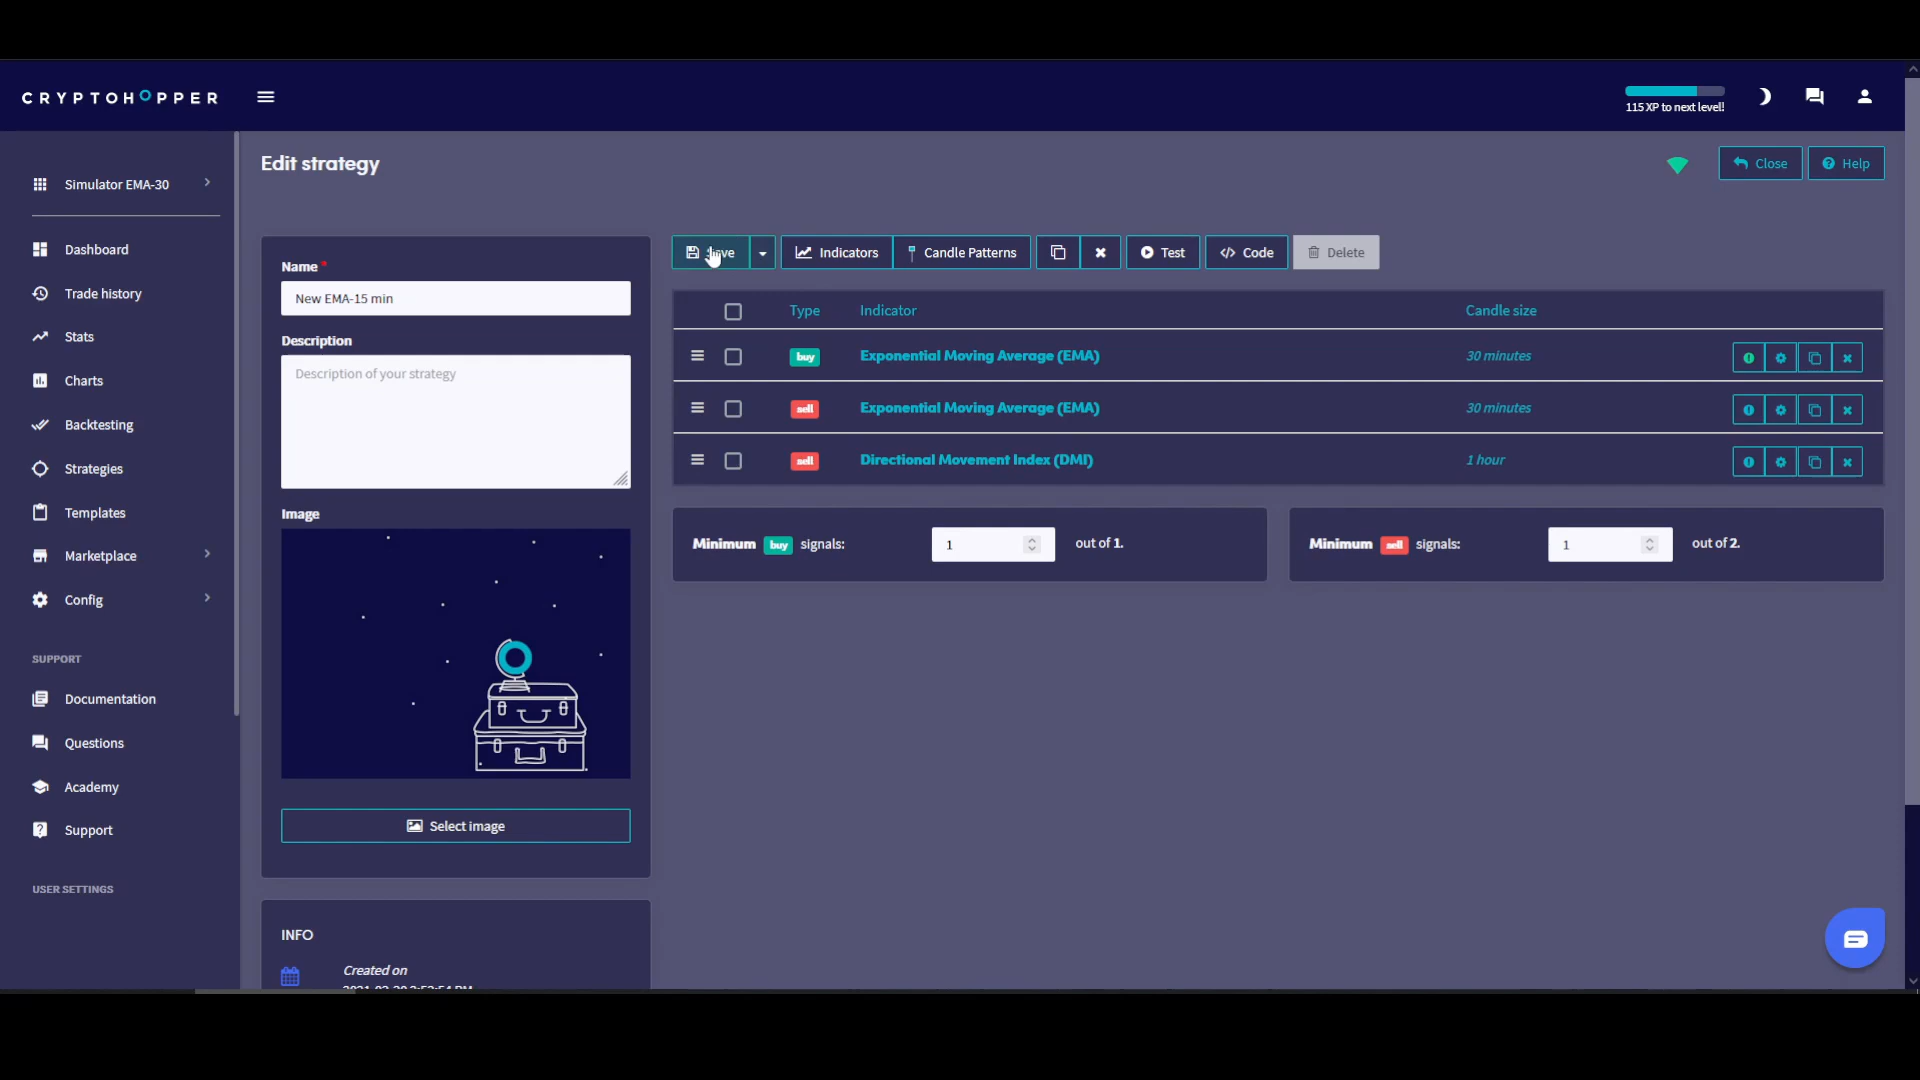 CRYPTOHOPPER
115 XP to next level!
Simulator EMA-30
Dashboard
Trade history
Stats
Charts
Backtesting
Strategies
Templates
Marketplace
Config
SUPPORT
Documentation
Questions
Academy
Support
USER SETTINGS
Edit strategy
Close
Help
Name *
New EMA-15 min
Description
Description of your strategy
Image
Select image
INFO
Created on
Save
Indicators
Candle Patterns
Test
Code
Delete
Type Indicator Candle size
buy Exponential Moving Average (EMA) 30 minutes
sell Exponential Moving Average (EMA) 30 minutes
sell Directional Movement Index (DMI) 1 hour
Minimum buy signals: 1 out of 1.
Minimum sell signals: 1 out of 2.